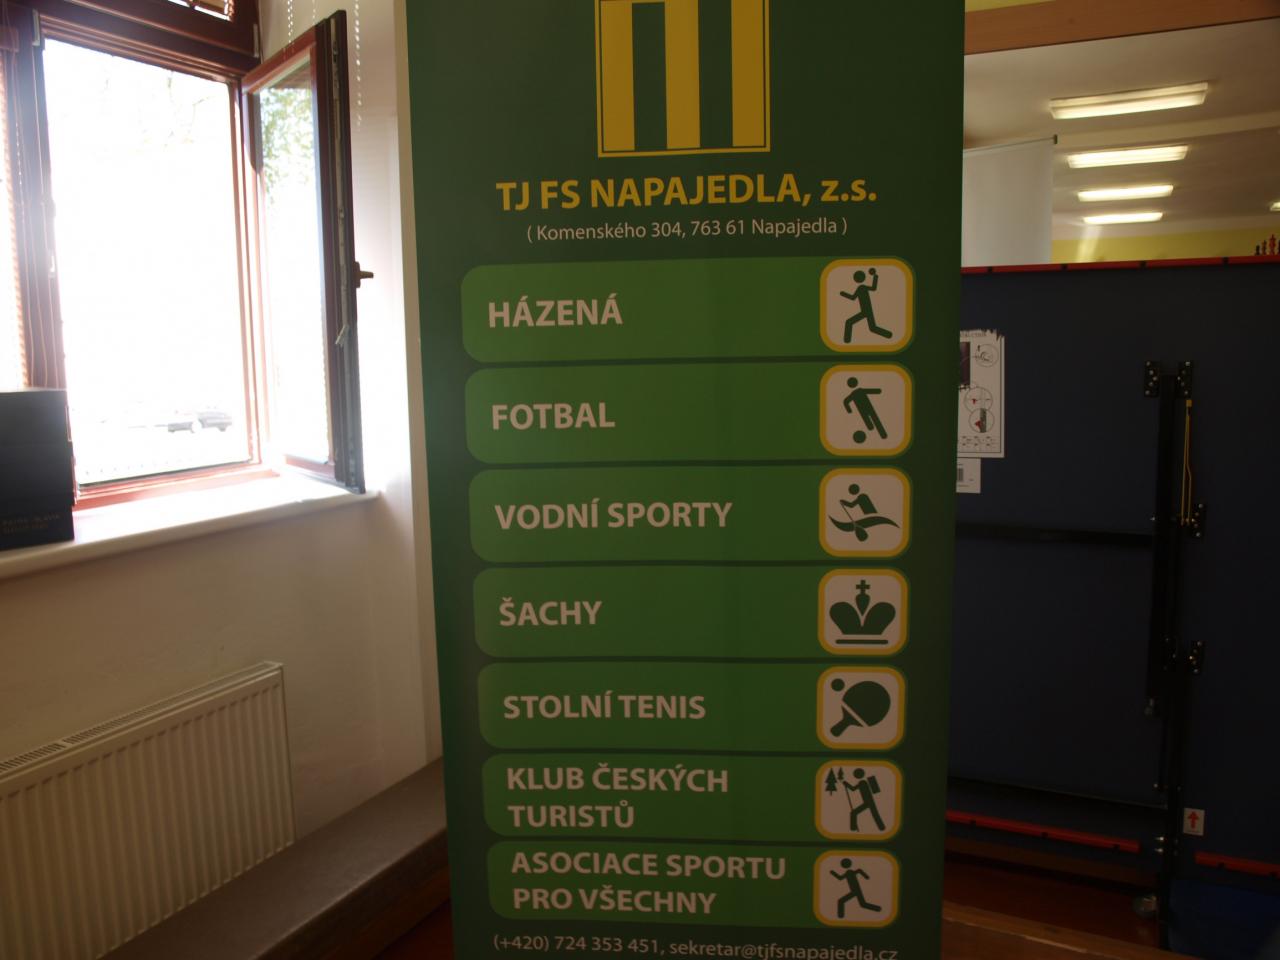 TJ FS NAPAJEDLA, z.s.
( Komenského 304, 763 61 Napajedla )
HÁZENÁ
FOTBAL
VODNÍ SPORTY
ŠACHY
STOLNÍ TENIS
KLUB ČESKÝCH
TURISTŮ
ASOCIACE SPORTU
PRO VŠECHNY
(+420) 724 353 451, sekretar@tjfsnapajedla.cz